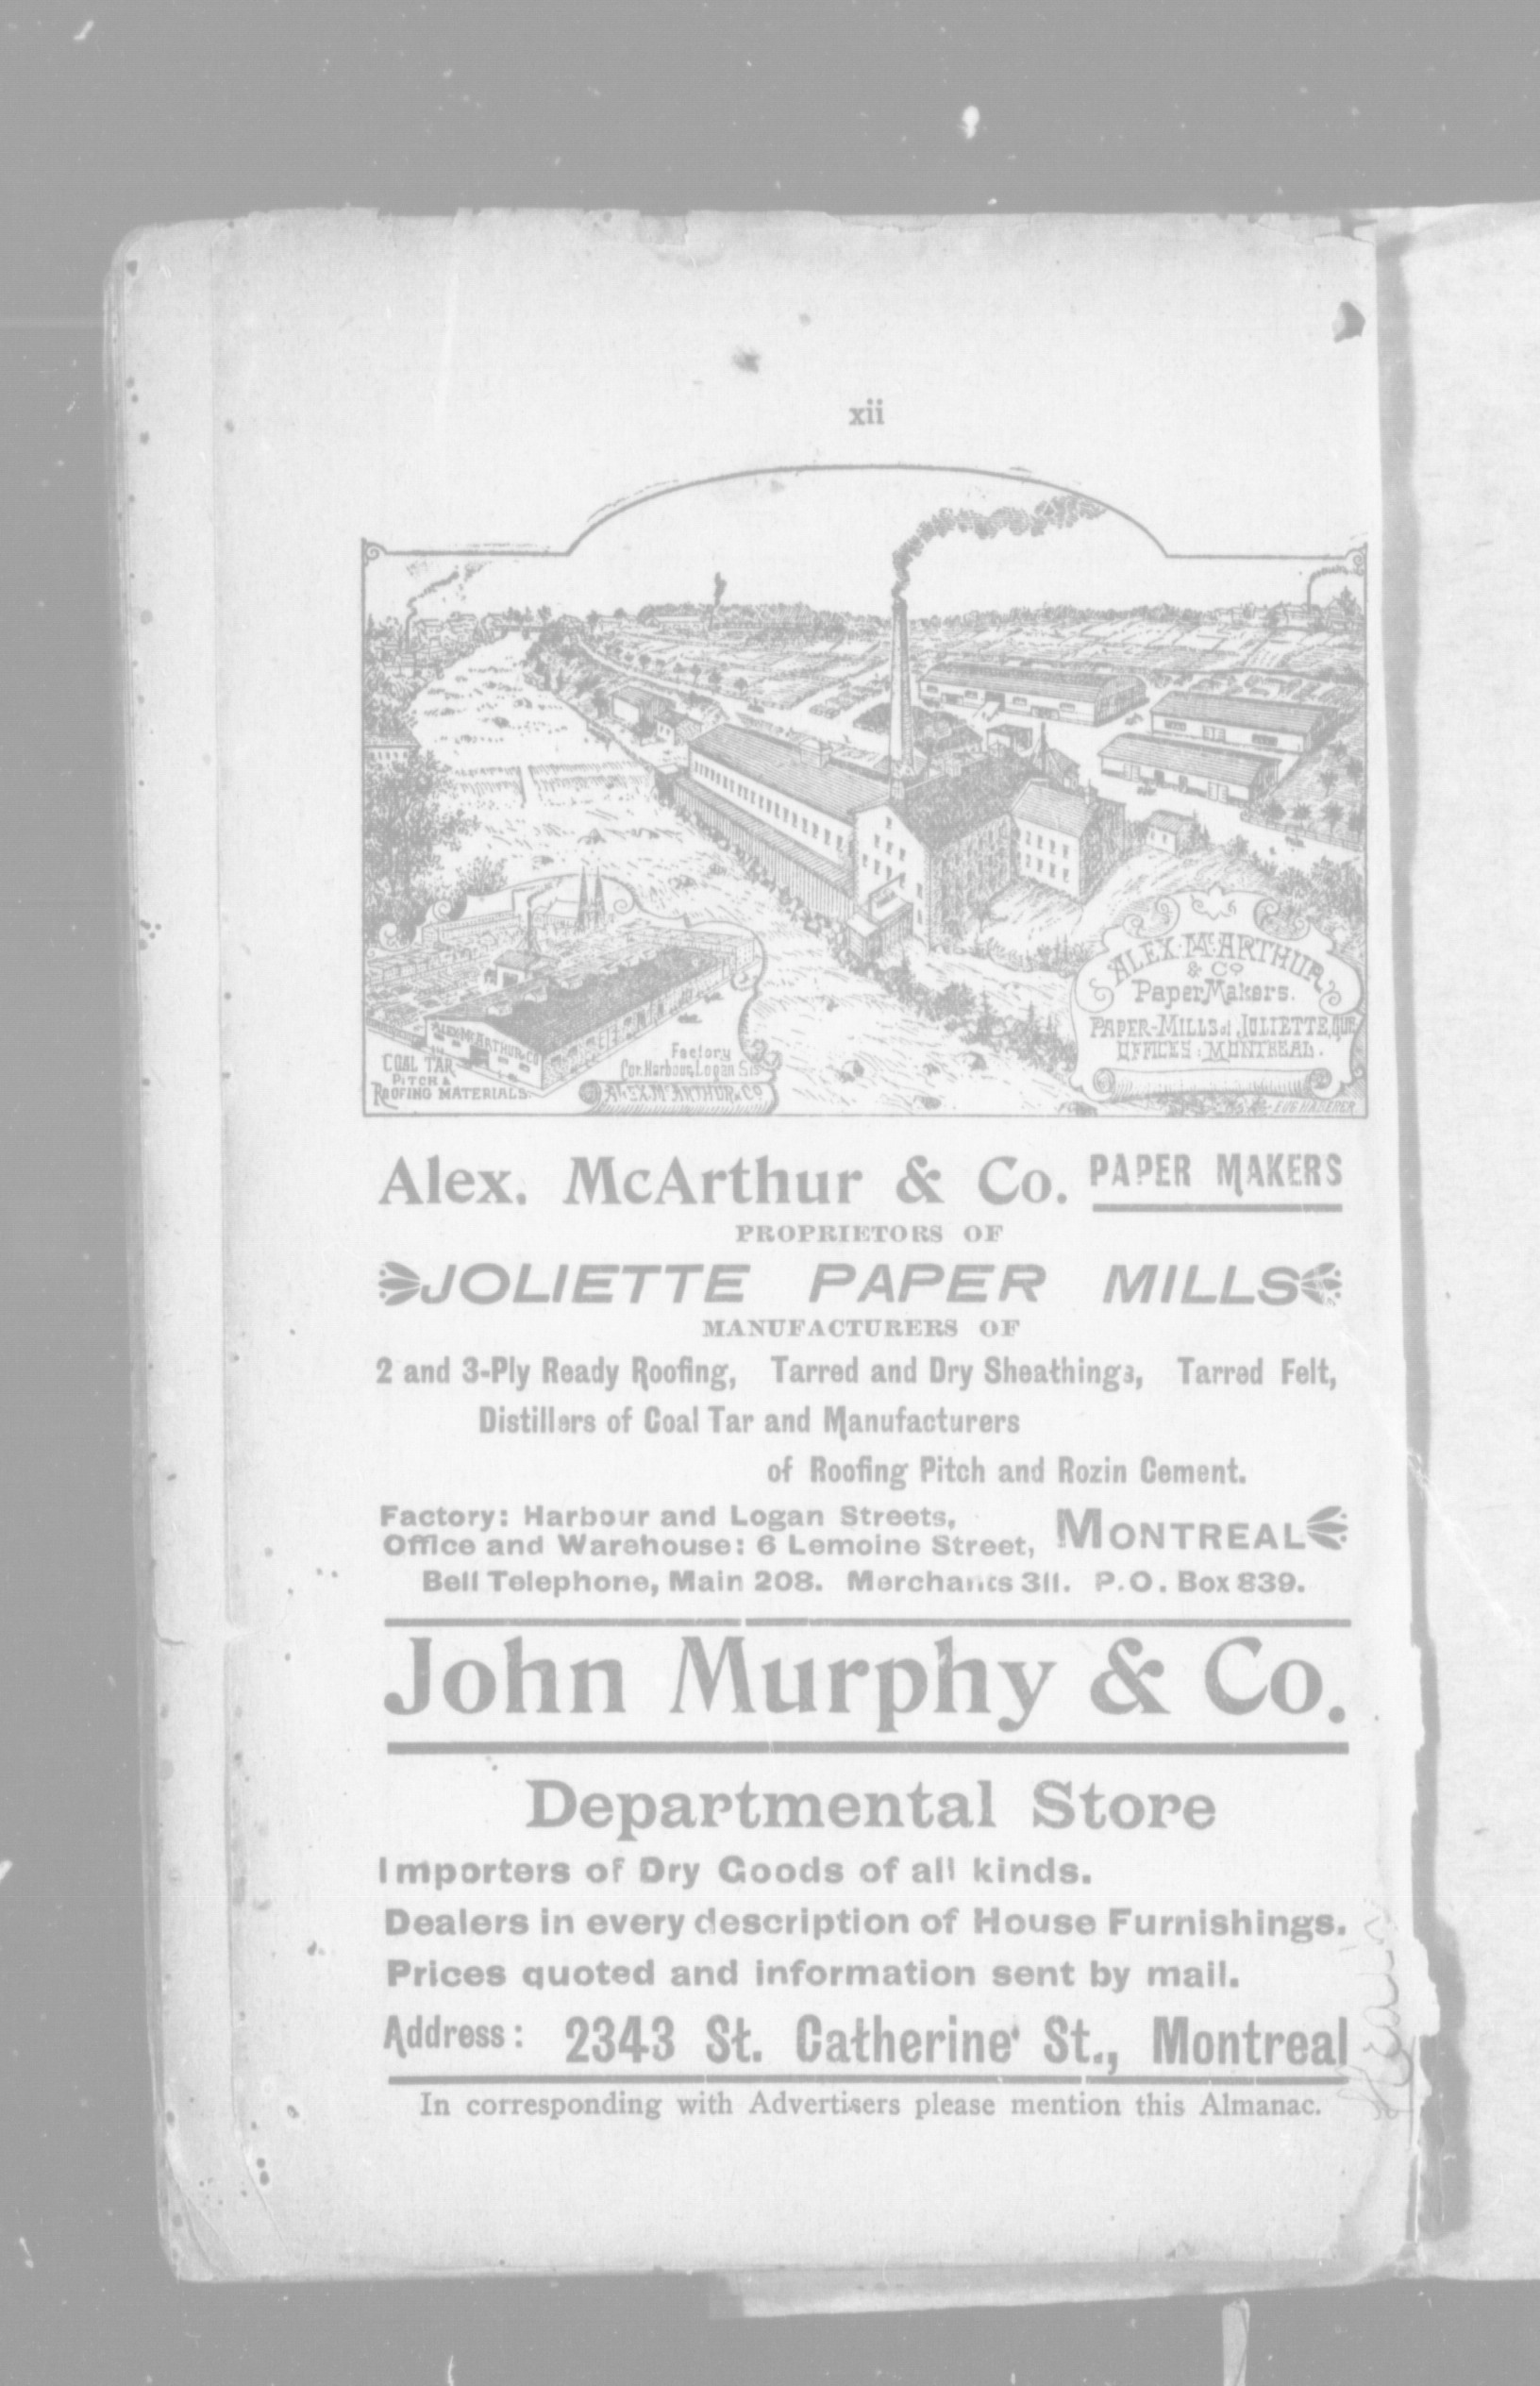 xii
ALEX. McARTHUR
& Co
Paper Makers.
PAPER-MILLS at JOLIETTE, QUE
OFFICES: MONTREAL.
ALEX McARTHUR & CO
COAL TAR
PITCH &
ROOFING MATERIALS.
Factory
Cor. Harbour, Logan Sts
ALEX. McARTHUR & Co
Alex. McArthur & Co. PAPER MAKERS
PROPRIETORS OF
JOLIETTE PAPER MILLS
MANUFACTURERS OF
2 and 3-Ply Ready Roofing, Tarred and Dry Sheathings, Tarred Felt,
Distillers of Coal Tar and Manufacturers
of Roofing Pitch and Rozin Cement.
Factory: Harbour and Logan Streets,
Office and Warehouse: 6 Lemoine Street, MONTREAL
Bell Telephone, Main 208. Merchants 311. P.O. Box 839.
John Murphy & Co.
Departmental Store
Importers of Dry Goods of all kinds.
Dealers in every description of House Furnishings.
Prices quoted and information sent by mail.
Address: 2343 St. Catherine St., Montreal
In corresponding with Advertisers please mention this Almanac.